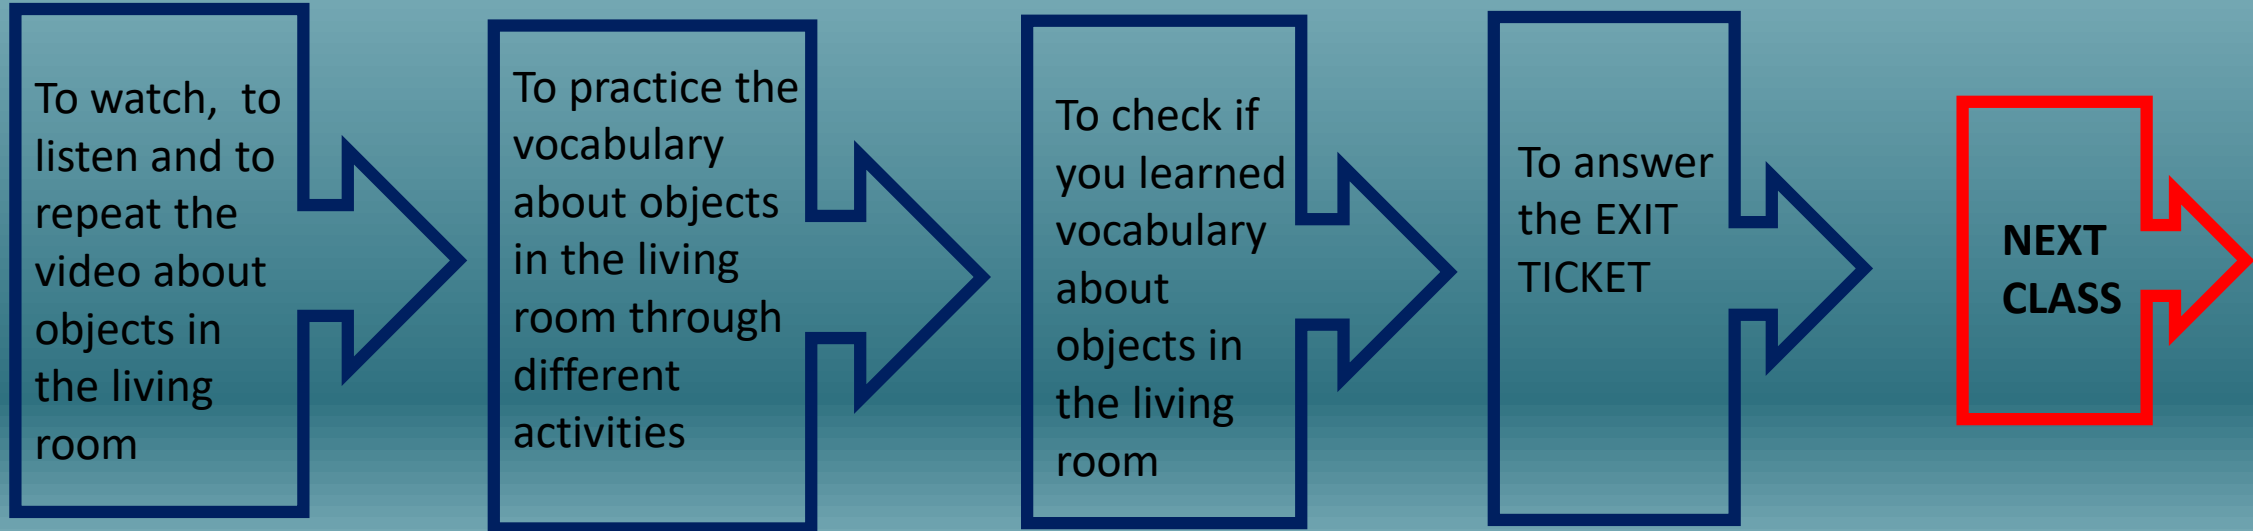 To watch,  to
listen and to
repeat the
video about
objects in
the living
room
To practice the
vocabulary
about objects
in the living
room through
different
activities
To check if
you learned
vocabulary
about
objects in
the living
room
To answer
the EXIT
TICKET
NEXT
CLASS